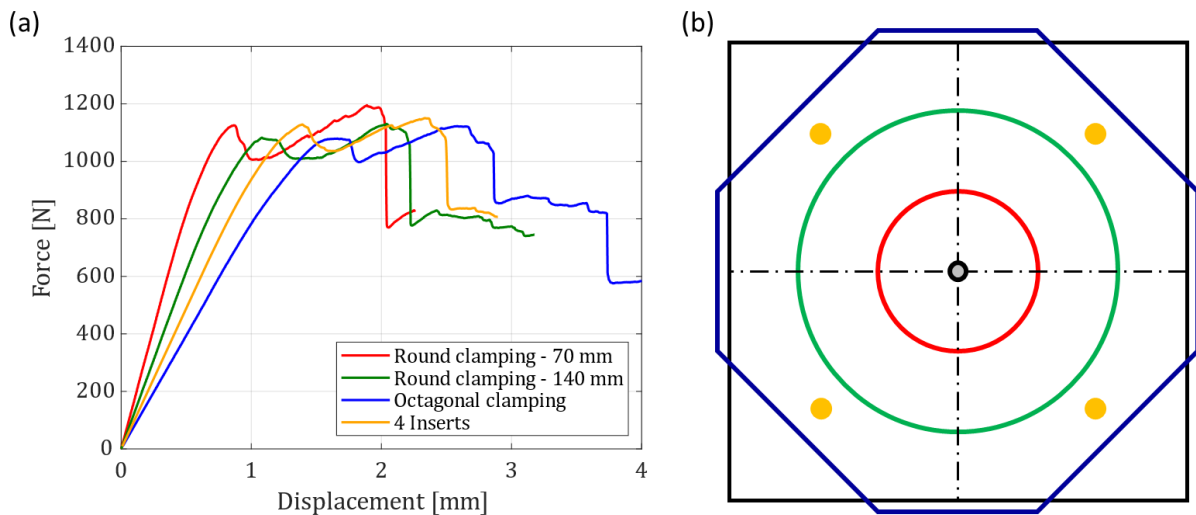 (a)
1400
1200
1000
800
600
400
200
0
Force [N]
Round clamping - 70 mm
Round clamping - 140 mm
Octagonal clamping
4 Inserts
0 1 2 3 4
Displacement [mm]
(b)